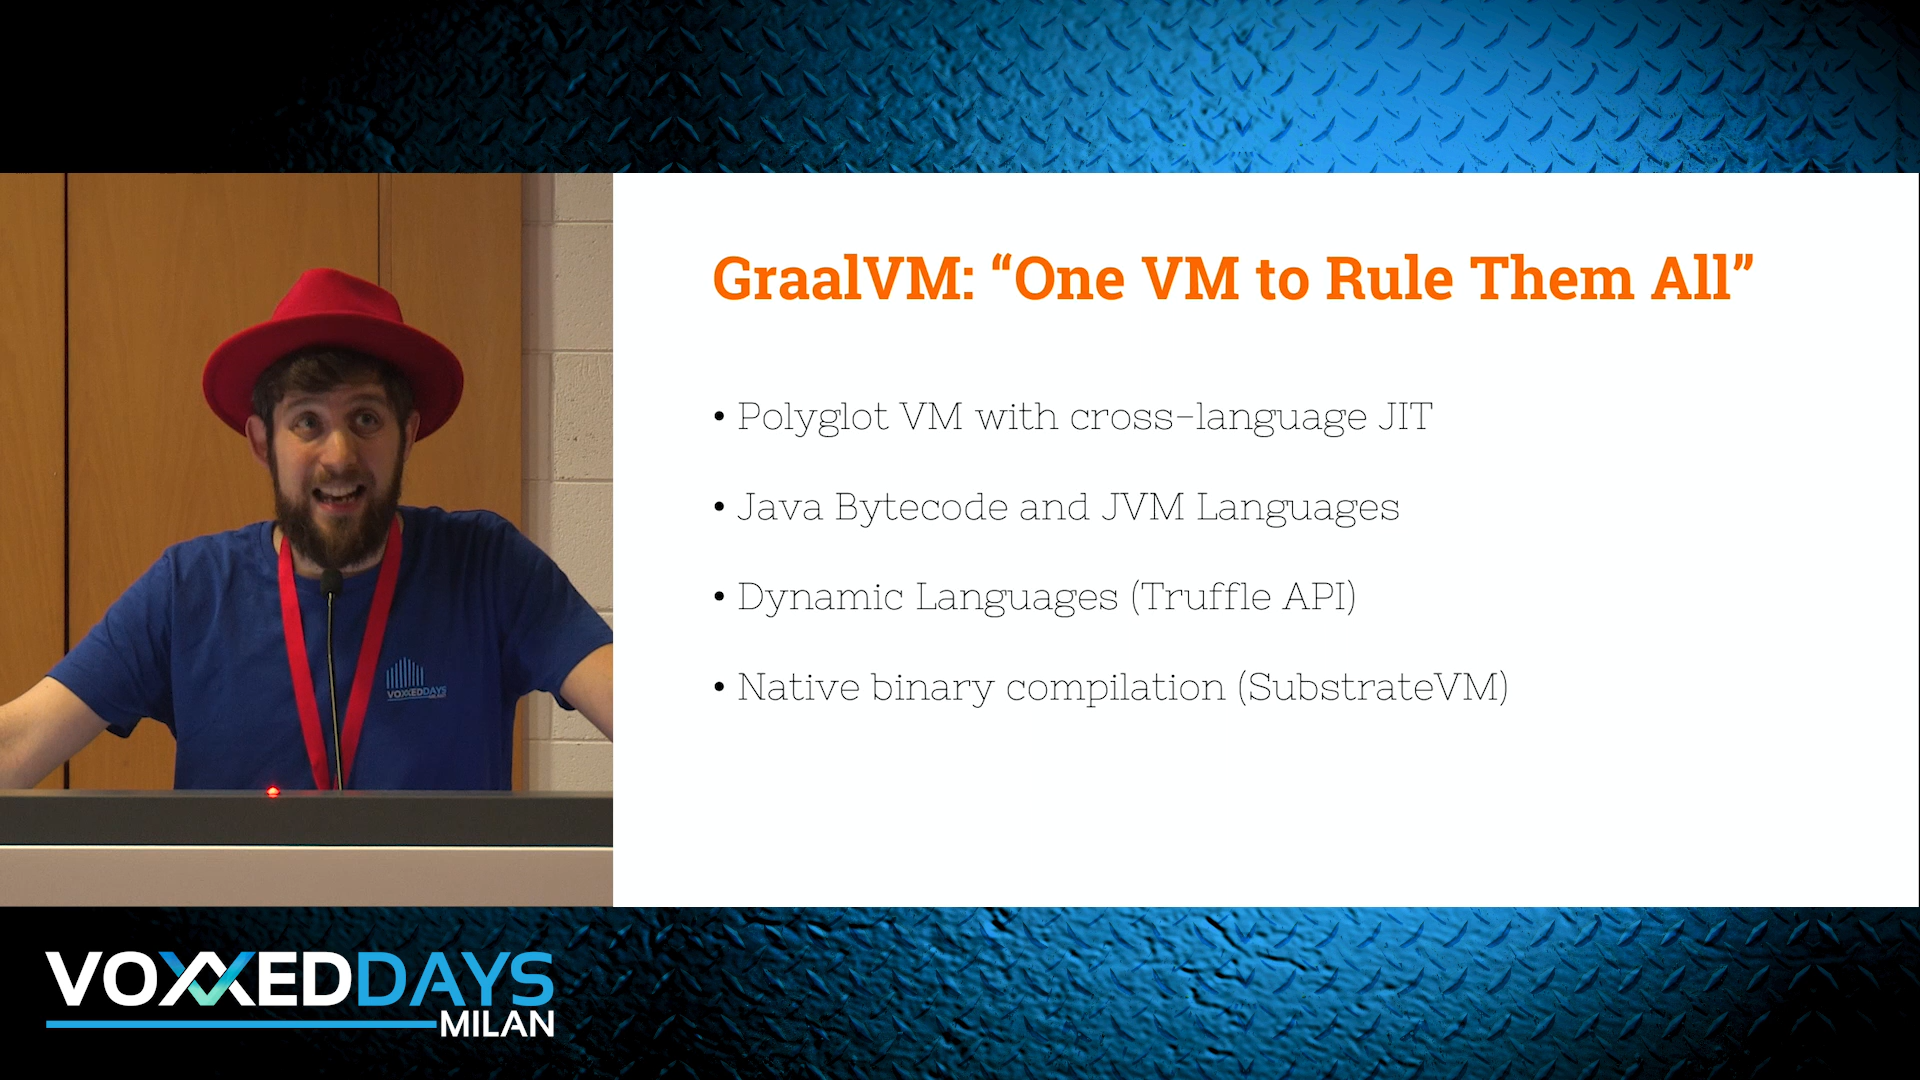 GraalVM: “One VM to Rule Them All”
• Polyglot VM with cross-language JIT
• Java Bytecode and JVM Languages
• Dynamic Languages (Truffle API)
• Native binary compilation (SubstrateVM)
VOXXEDDAYS
VOXXEDDAYS
MILAN